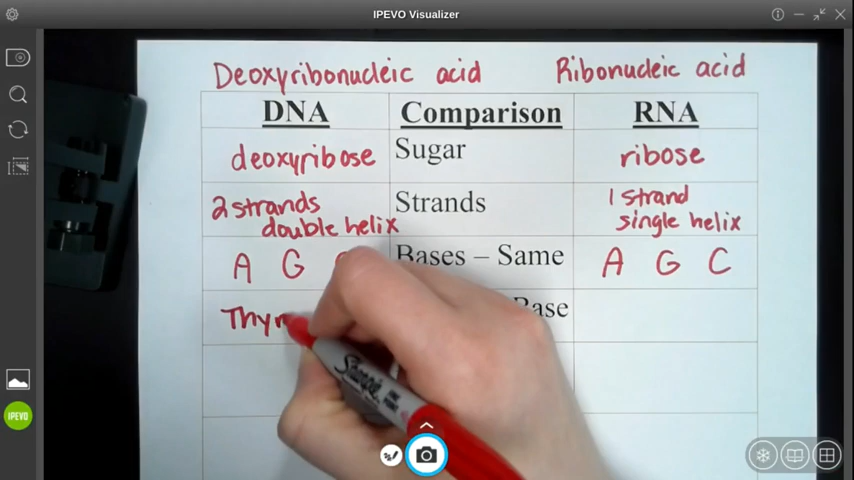 IPEVO Visualizer
Deoxyribonucleic acid Ribonucleic acid
DNA Comparison RNA
deoxyribose Sugar ribose
2 strands double helix Strands 1 strand single helix
A G Bases – Same A G C
Base
Sharpie
IPEVO